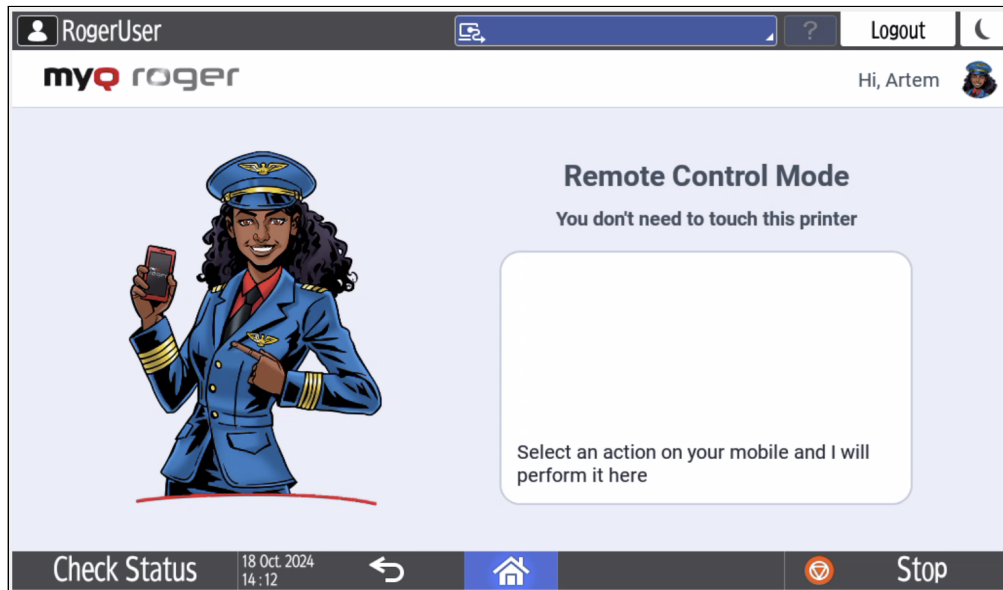 RogerUser
?
Logout
myQ roger
Hi, Artem
Remote Control Mode
You don't need to touch this printer
Select an action on your mobile and I will
perform it here
Check Status
18 Oct. 2024
14:12
Stop